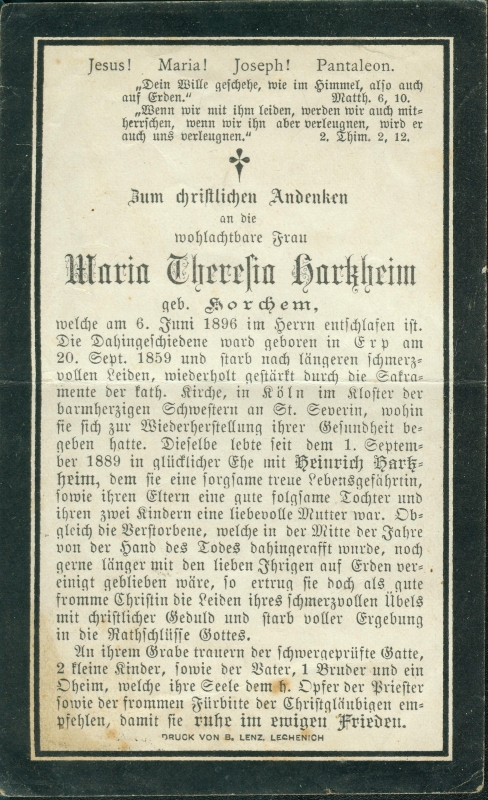 Jesus! Maria! Joseph! Pantaleon.
„Dein Wille geschehe, wie im Himmel, also auch
auf Erden.“ Matth. 6, 10.
„Wenn wir mit ihm leiden, werden wir auch mit-
herrschen, wenn wir ihn aber verleugnen, wird er
auch uns verleugnen.“ 2. Thim. 2, 12.
Zum christlichen Andenken
an die
wohlachtbare Frau
Maria Theresia Harkheim
geb. Horchem,
welche am 6. Juni 1896 im Herrn entschlafen ist.
Die Dahingeschiedene ward geboren in Erp am
20. Sept. 1859 und starb nach längeren schmerz-
vollen Leiden, wiederholt gestärkt durch die Sakra-
mente der kath. Kirche, in Köln im Kloster der
barmherzigen Schwestern an St. Severin, wohin
sie sich zur Wiederherstellung ihrer Gesundheit be-
geben hatte. Dieselbe lebte seit dem 1. Septem-
ber 1889 in glücklicher Ehe mit Heinrich Hark-
heim, dem sie eine sorgsame treue Lebensgefährtin,
sowie ihren Eltern eine gute folgsame Tochter und
ihren zwei Kindern eine liebevolle Mutter war. Ob-
gleich die Verstorbene, welche in der Mitte der Jahre
von der Hand des Todes dahingerafft wurde, noch
gerne länger mit den lieben Ihrigen auf Erden ver-
einigt geblieben wäre, so ertrug sie doch als gute
fromme Christin die Leiden ihres schmerzvollen Übels
mit christlicher Geduld und starb voller Ergebung
in die Rathschlüsse Gottes.
An ihrem Grabe trauern der schwergeprüfte Gatte,
2 kleine Kinder, sowie der Vater, 1 Bruder und ein
Oheim, welche ihre Seele dem h. Opfer der Priester
sowie der frommen Fürbitte der Christgläubigen em-
pfehlen, damit sie ruhe im ewigen Frieden.
DRUCK VON B. LENZ, LECHENICH